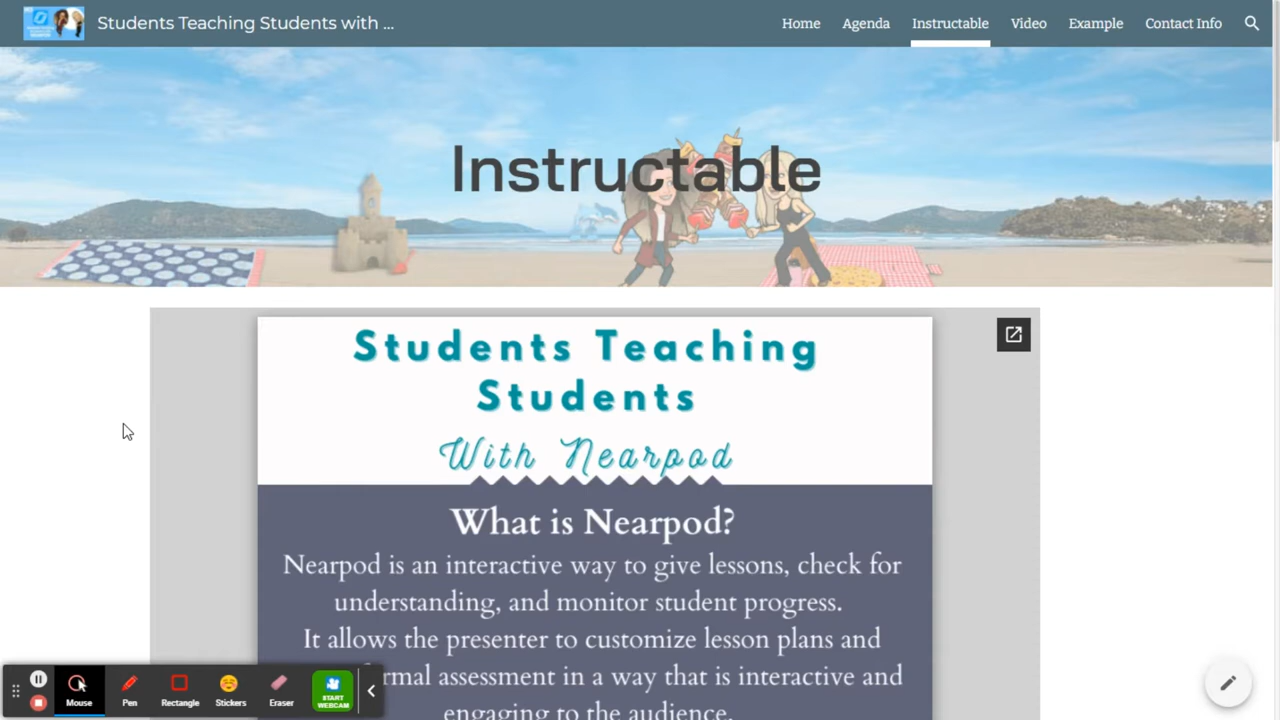 Students Teaching Students with ...
Home
Agenda
Instructable
Video
Example
Contact Info
Instructable
Students Teaching
Students
With Nearpod
What is Nearpod?
Nearpod is an interactive way to give lessons, check for
understanding, and monitor student progress.
It allows the presenter to customize lesson plans and
rmal assessment in a way that is interactive and
engaging to the audience.
Mouse
Pen
Rectangle
Stickers
Eraser
START
WEBCAM